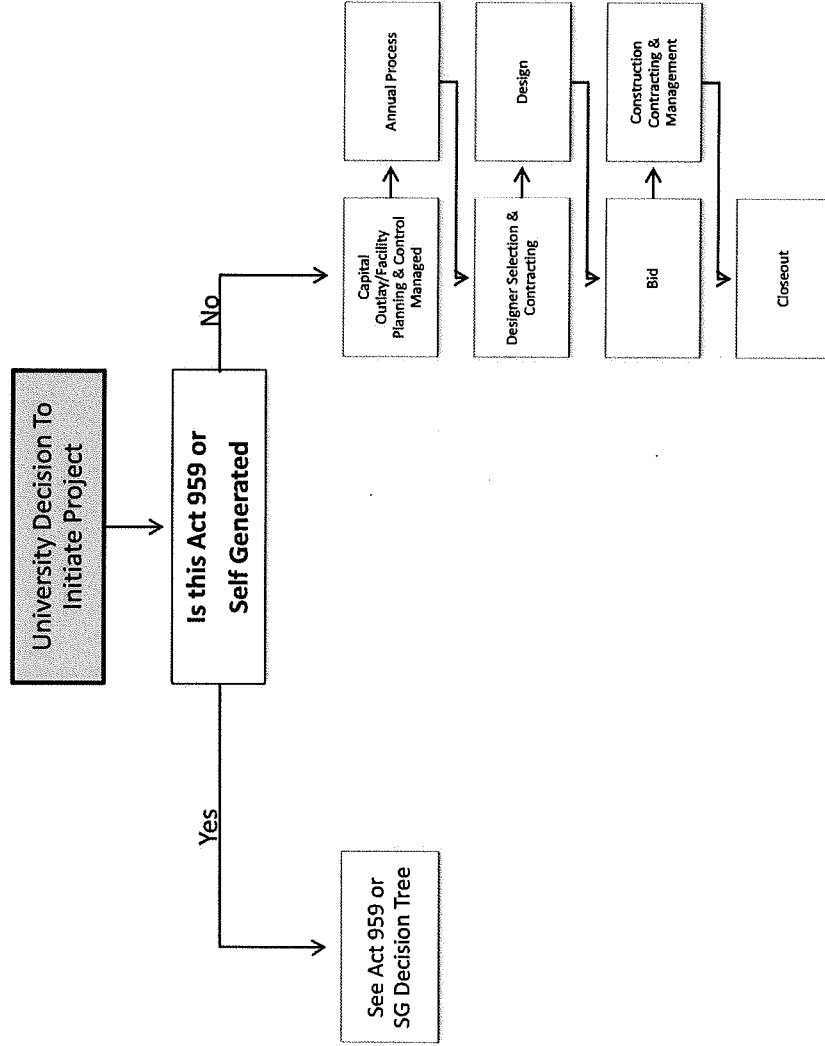 University Decision To
Initiate Project
Is this Act 959 or
Self Generated
Yes
No
See Act 959 or
SG Decision Tree
Capital
Outlay/Facility
Planning & Control
Managed
Annual Process
Designer Selection &
Contracting
Design
Bid
Construction
Contracting &
Management
Closeout